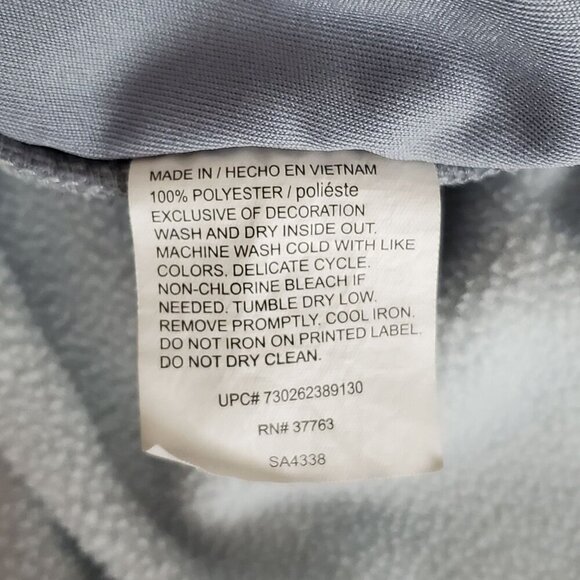 MADE IN / HECHO EN VIETNAM
100% POLYESTER / poliéste
EXCLUSIVE OF DECORATION
WASH AND DRY INSIDE OUT.
MACHINE WASH COLD WITH LIKE
COLORS. DELICATE CYCLE.
NON-CHLORINE BLEACH IF
NEEDED. TUMBLE DRY LOW.
REMOVE PROMPTLY. COOL IRON.
DO NOT IRON ON PRINTED LABEL.
DO NOT DRY CLEAN.
UPC# 730262389130
RN# 37763
SA4338